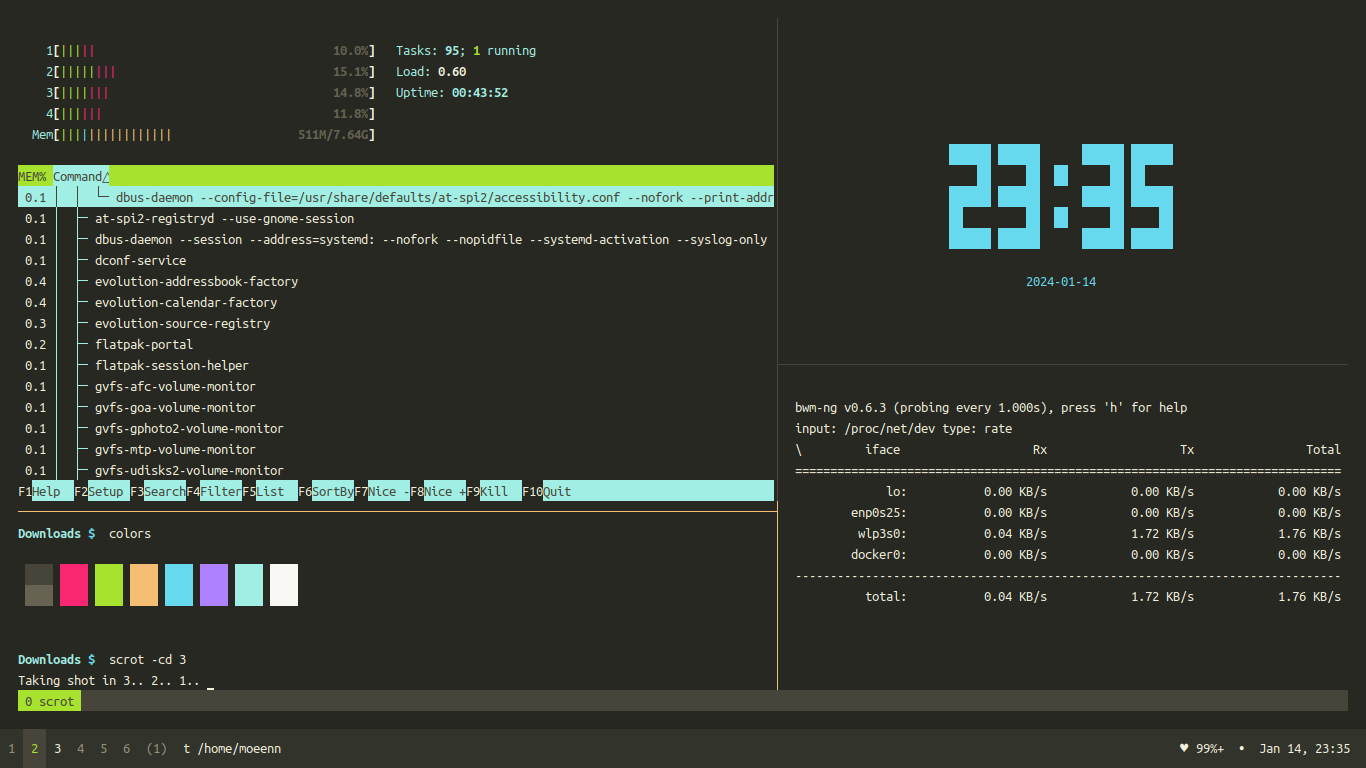 1[|||||                                  10.0%]   Tasks: 95; 1 running
2[||||||||                               15.1%]   Load: 0.60
3[|||||||                                14.8%]   Uptime: 00:43:52
4[||||||                                 11.8%]
Mem[||||||||||||||||                  511M/7.64G]
MEM% Command△
0.1 │  │  └─ dbus-daemon --config-file=/usr/share/defaults/at-spi2/accessibility.conf --nofork --print-addr
0.1 │  ├─ at-spi2-registryd --use-gnome-session
0.1 │  ├─ dbus-daemon --session --address=systemd: --nofork --nopidfile --systemd-activation --syslog-only
0.1 │  ├─ dconf-service
0.4 │  ├─ evolution-addressbook-factory
0.4 │  ├─ evolution-calendar-factory
0.3 │  ├─ evolution-source-registry
0.2 │  ├─ flatpak-portal
0.1 │  ├─ flatpak-session-helper
0.1 │  ├─ gvfs-afc-volume-monitor
0.1 │  ├─ gvfs-goa-volume-monitor
0.1 │  ├─ gvfs-gphoto2-volume-monitor
0.1 │  ├─ gvfs-mtp-volume-monitor
0.1 │  ├─ gvfs-udisks2-volume-monitor
F1Help  F2Setup F3SearchF4FilterF5List  F6SortByF7Nice -F8Nice +F9Kill  F10Quit
Downloads $  colors
Downloads $  scrot -cd 3
Taking shot in 3.. 2.. 1..
23:35
2024-01-14
bwm-ng v0.6.3 (probing every 1.000s), press 'h' for help
input: /proc/net/dev type: rate
\         iface                   Rx                   Tx                Total
==============================================================================
lo:           0.00 KB/s            0.00 KB/s            0.00 KB/s
enp0s25:           0.00 KB/s            0.00 KB/s            0.00 KB/s
wlp3s0:           0.04 KB/s            1.72 KB/s            1.76 KB/s
docker0:           0.00 KB/s            0.00 KB/s            0.00 KB/s
------------------------------------------------------------------------------
total:           0.04 KB/s            1.72 KB/s            1.76 KB/s
0 scrot
1 2 3 4 5 6 (1) t /home/moeenn ♥ 99%+ • Jan 14, 23:35